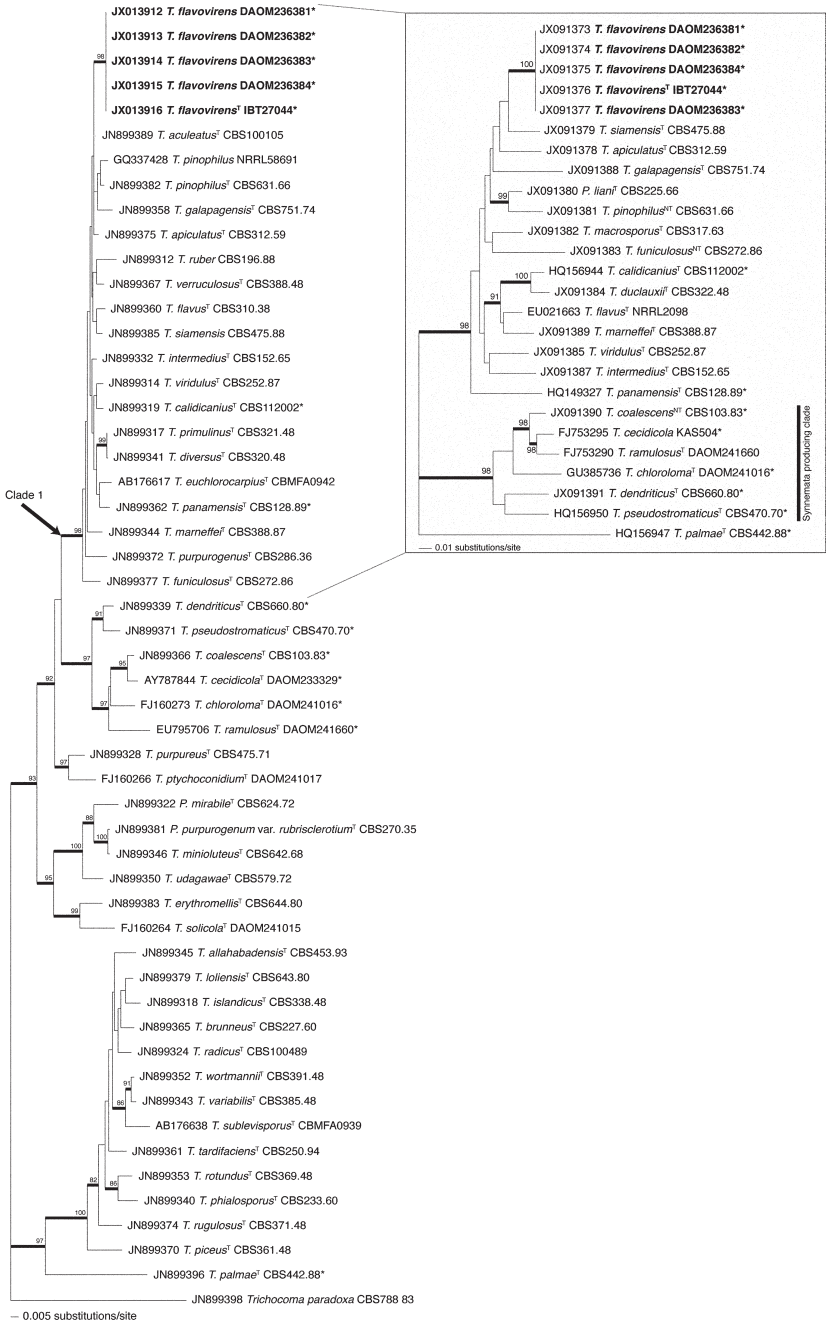 JX013912 T. flavovirens DAOM236381*
JX013913 T. flavovirens DAOM236382*
98
JX013914 T. flavovirens DAOM236383*
JX013915 T. flavovirens DAOM236384*
JX013916 T. flavovirensT IBT27044*
JN899389 T. aculeatusT CBS100105
GQ337428 T. pinophilus NRRL58691
JN899382 T. pinophilusT CBS631.66
JN899358 T. galapagensisT CBS751.74
JN899375 T. apiculatusT CBS312.59
JN899312 T. ruber CBS196.88
JN899367 T. verruculosusT CBS388.48
JN899360 T. flavusT CBS310.38
JN899385 T. siamensis CBS475.88
JN899332 T. intermediusT CBS152.65
JN899314 T. viridulusT CBS252.87
JN899319 T. calidicaniusT CBS112002*
JN899317 T. primulinusT CBS321.48
99
JN899341 T. diversusT CBS320.48
AB176617 T. euchlorocarpiusT CBMFA0942
JN899362 T. panamensisT CBS128.89*
Clade 1
JN899344 T. marneffeiT CBS388.87
98
JN899372 T. purpurogenusT CBS286.36
JN899377 T. funiculosusT CBS272.86
JN899339 T. dendriticusT CBS660.80*
91
JN899371 T. pseudostromaticusT CBS470.70*
JN899366 T. coalescensT CBS103.83*
97
95
AY787844 T. cecidicolaT DAOM233329*
92
FJ160273 T. chlorolomaT DAOM241016*
97
EU795706 T. ramulosusT DAOM241660*
JN899328 T. purpureusT CBS475.71
97
FJ160266 T. ptychoconidiumT DAOM241017
93
JN899322 P. mirabileT CBS624.72
88
JN899381 P. purpurogenum var. rubrisclerotiumT CBS270.35
100
JN899346 T. minioluteusT CBS642.68
100
JN899350 T. udagawaeT CBS579.72
95
JN899383 T. erythromellisT CBS644.80
99
FJ160264 T. solicolaT DAOM241015
JN899345 T. allahabadensisT CBS453.93
JN899379 T. loliensisT CBS643.80
JN899318 T. islandicusT CBS338.48
JN899365 T. brunneusT CBS227.60
JN899324 T. radicusT CBS100489
JN899352 T. wortmanniiT CBS391.48
91
JN899343 T. variabilisT CBS385.48
86
AB176638 T. sublevisporusT CBMFA0939
JN899361 T. tardifaciensT CBS250.94
JN899353 T. rotundusT CBS369.48
82
86
JN899340 T. phialosporusT CBS233.60
100
JN899374 T. rugulosusT CBS371.48
97
JN899370 T. piceusT CBS361.48
JN899396 T. palmaeT CBS442.88*
JN899398 Trichocoma paradoxa CBS788 83
0.005 substitutions/site
JX091373 T. flavovirens DAOM236381*
JX091374 T. flavovirens DAOM236382*
100
JX091375 T. flavovirens DAOM236384*
JX091376 T. flavovirensT IBT27044*
JX091377 T. flavovirens DAOM236383*
JX091379 T. siamensisT CBS475.88
JX091378 T. apiculatusT CBS312.59
JX091388 T. galapagensisT CBS751.74
JX091380 P. lianiT CBS225.66
99
JX091381 T. pinophilusNT CBS631.66
JX091382 T. macrosporusT CBS317.63
JX091383 T. funiculosusNT CBS272.86
HQ156944 T. calidicaniusT CBS112002*
100
JX091384 T. duclauxiiT CBS322.48
91
EU021663 T. flavusT NRRL2098
98
JX091389 T. marneffeiT CBS388.87
JX091385 T. viridulusT CBS252.87
JX091387 T. intermediusT CBS152.65
HQ149327 T. panamensisT CBS128.89*
JX091390 T. coalescensNT CBS103.83*
98
FJ753295 T. cecidicola KAS504*
98
FJ753290 T. ramulosusT DAOM241660
98
GU385736 T. chlorolomaT DAOM241016*
JX091391 T. dendriticusT CBS660.80*
HQ156950 T. pseudostromaticusT CBS470.70*
Synnemata producing clade
HQ156947 T. palmaeT CBS442.88*
0.01 substitutions/site